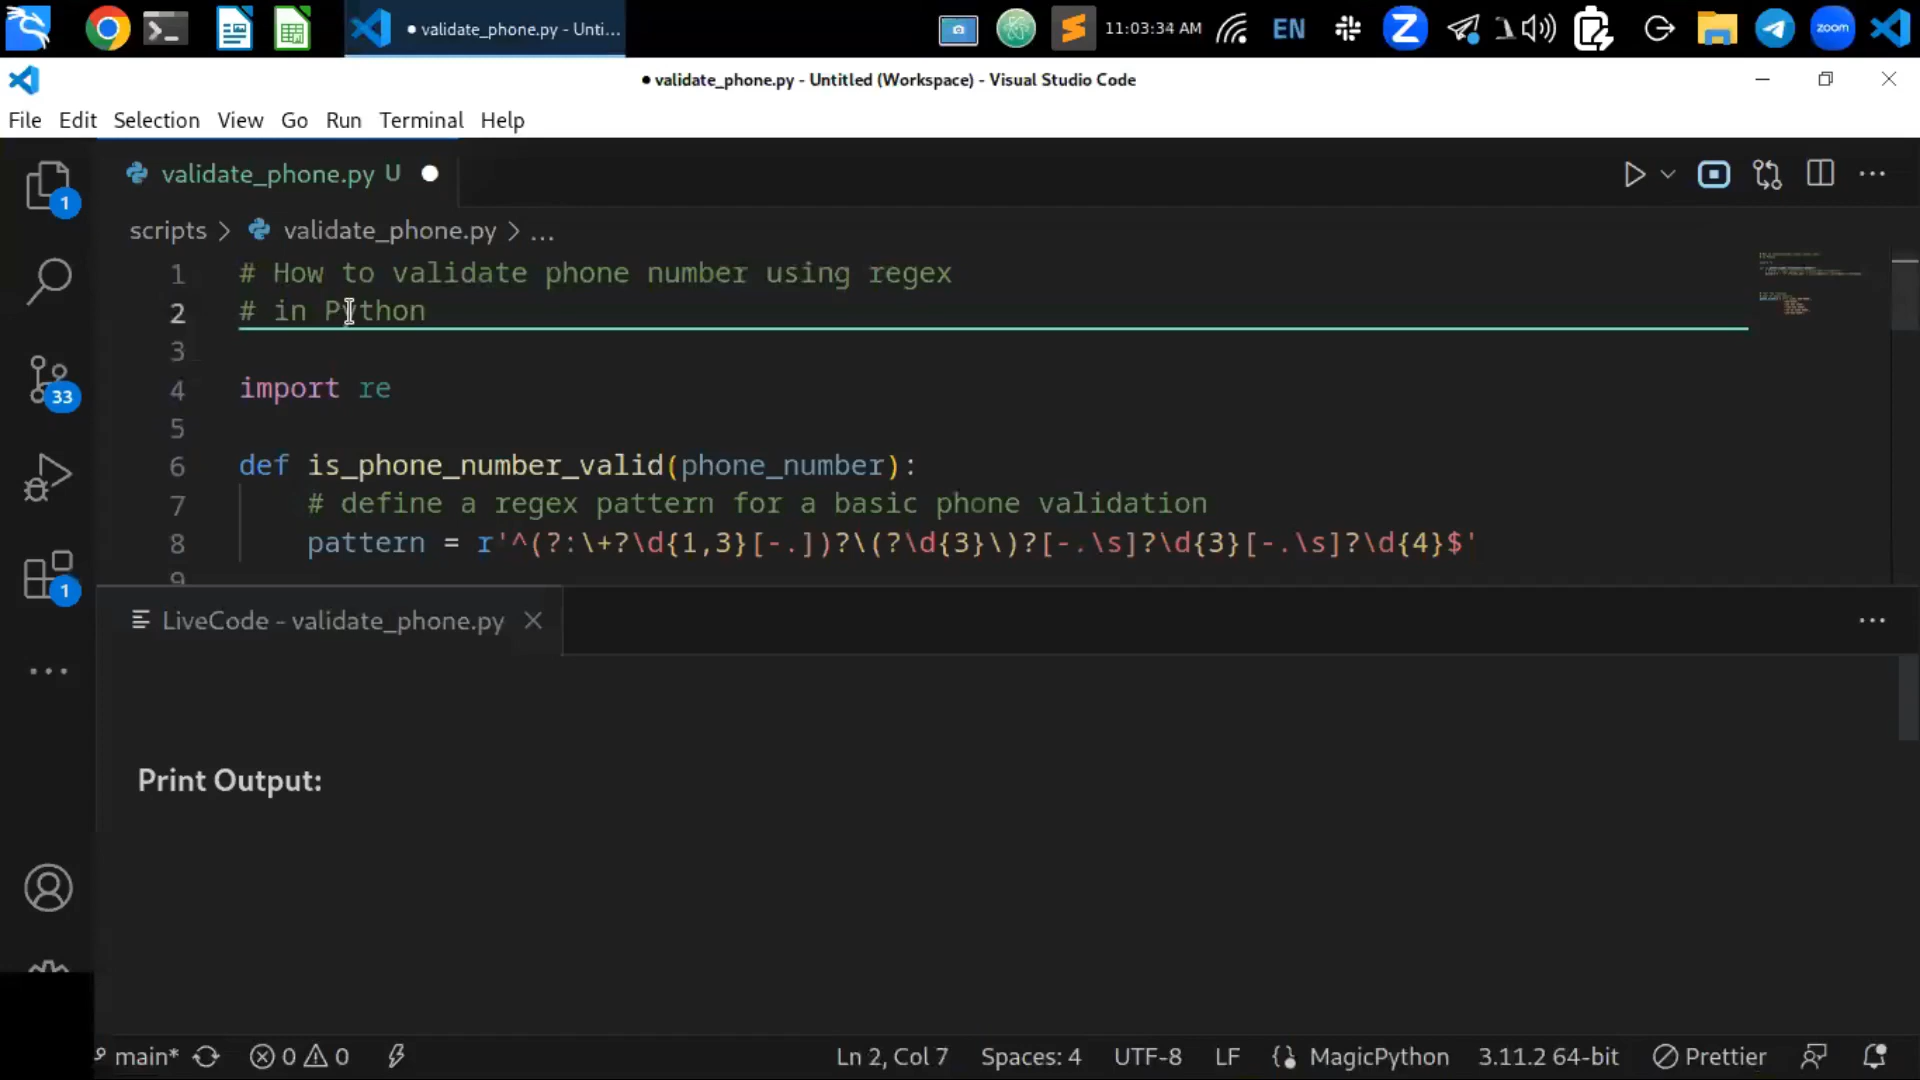 ● validate_phone.py - Unti...
11:03:34 AM
EN
Z
zoom
● validate_phone.py - Untitled (Workspace) - Visual Studio Code
File Edit Selection View Go Run Terminal Help
validate_phone.py U ●
scripts > validate_phone.py > ...
1 # How to validate phone number using regex
2 # in Python
3
4 import re
5
6 def is_phone_number_valid(phone_number):
7 # define a regex pattern for a basic phone validation
8 pattern = r'^(?:\+?\d{1,3}[-.])?\(?\d{3}\)?[-.\s]?\d{3}[-.\s]?\d{4}$'
9
1
33
1
LiveCode - validate_phone.py
Print Output:
main* 0 0 Ln 2, Col 7 Spaces: 4 UTF-8 LF MagicPython 3.11.2 64-bit Prettier